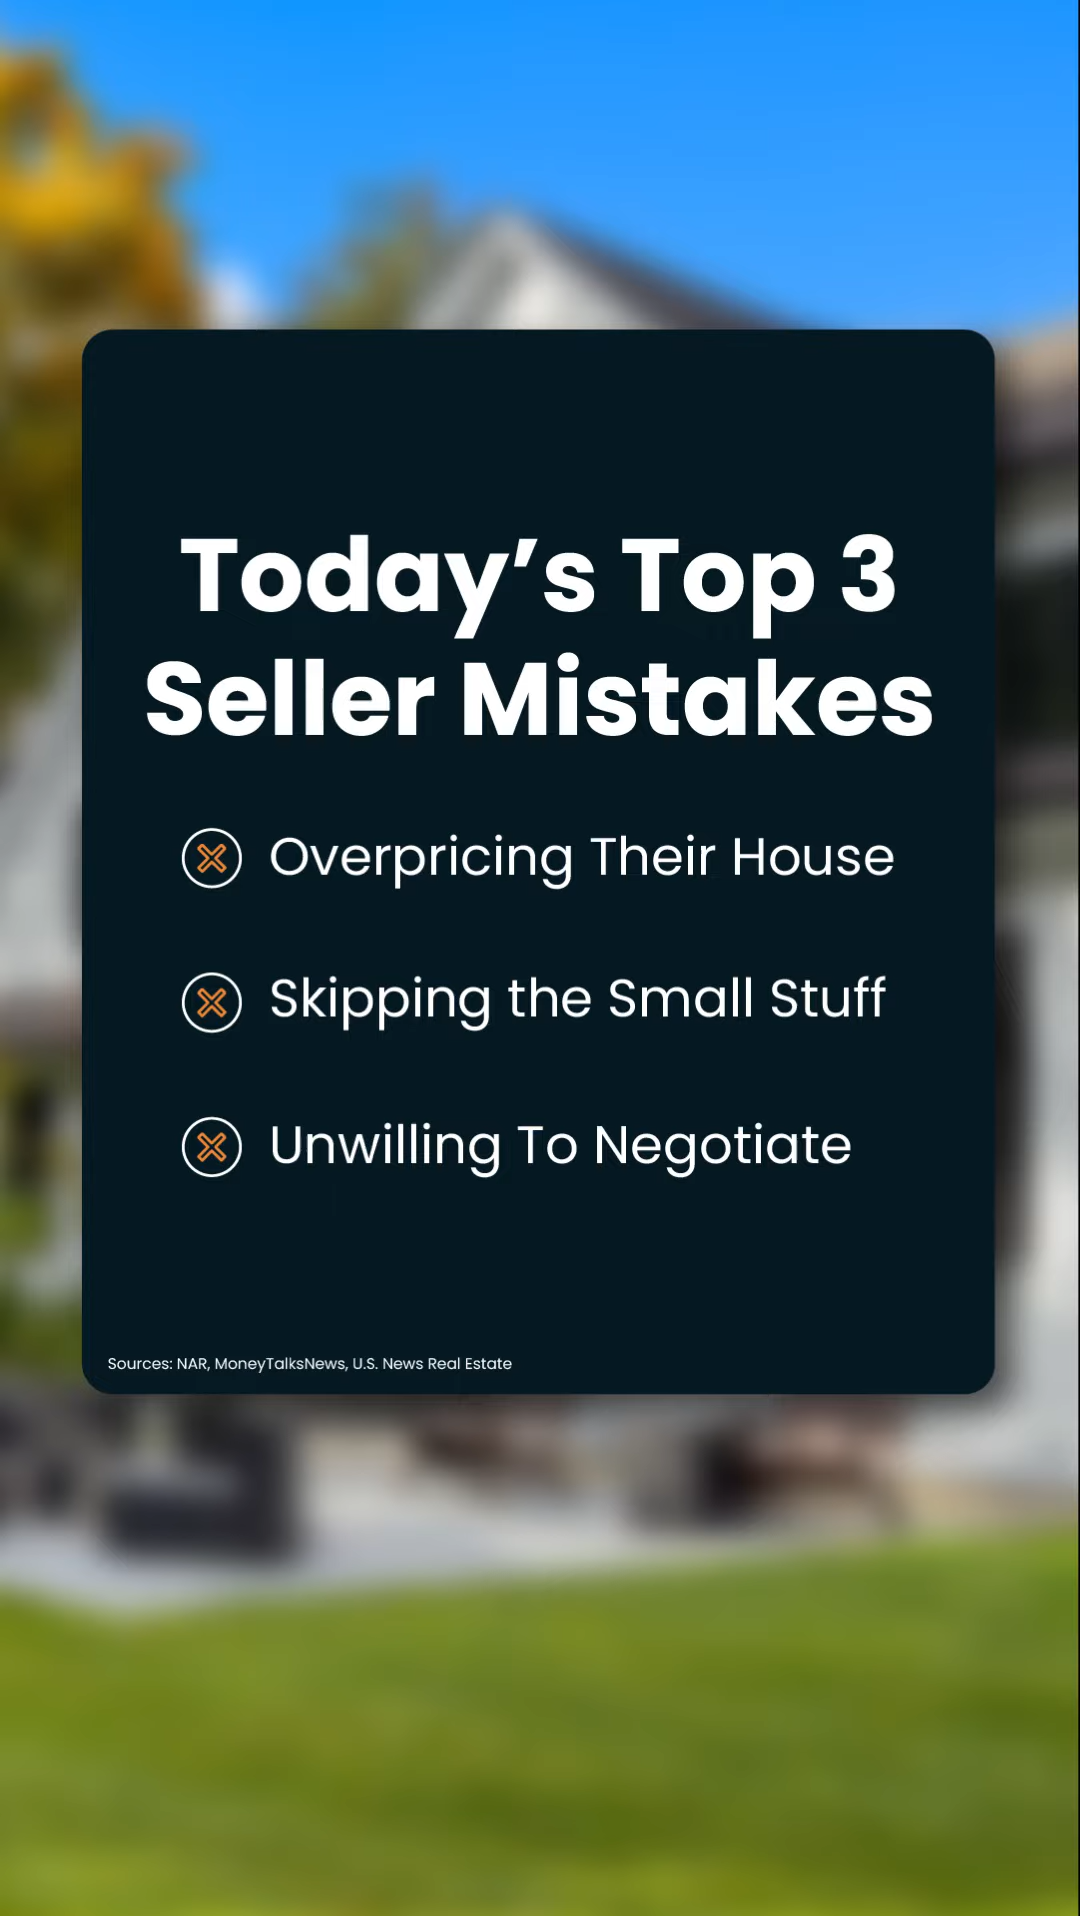 Today’s Top 3
Seller Mistakes
Overpricing Their House
Skipping the Small Stuff
Unwilling To Negotiate
Sources: NAR, MoneyTalksNews, U.S. News Real Estate